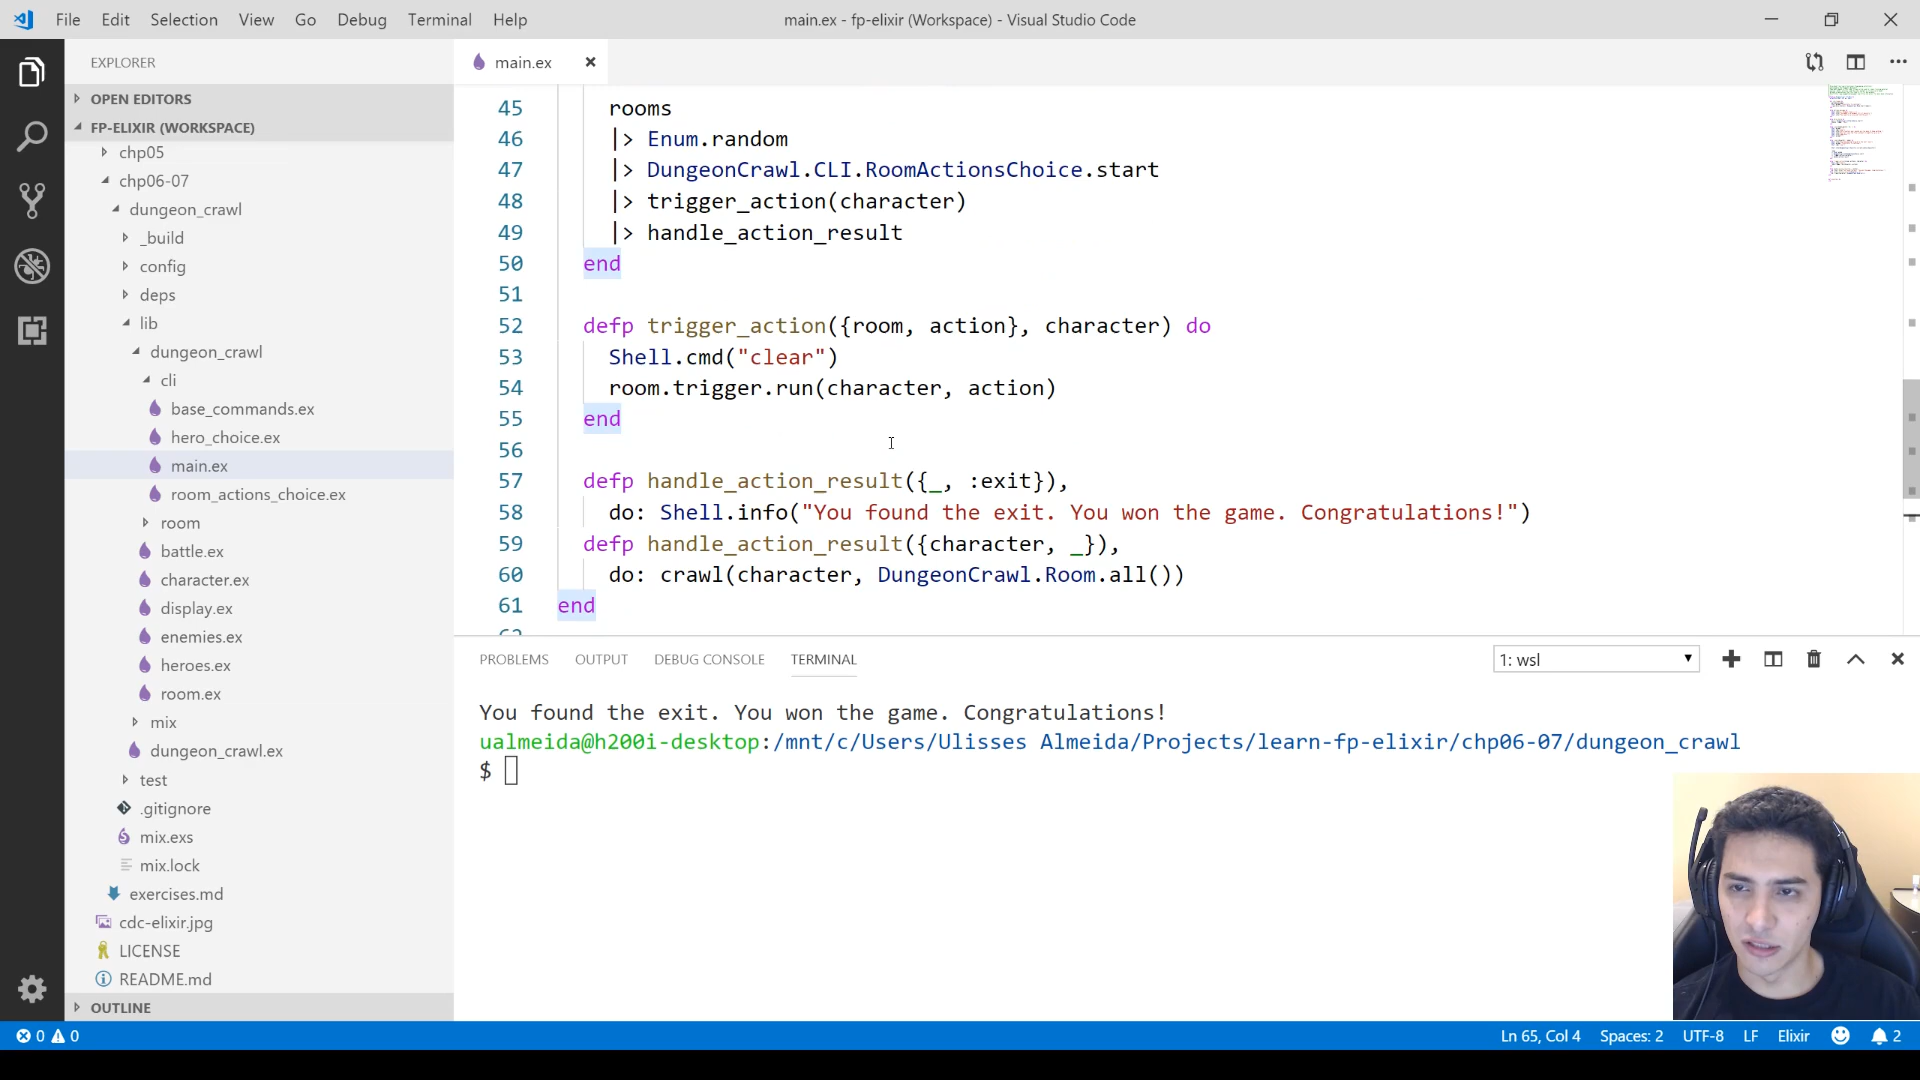 File Edit Selection View Go Debug Terminal Help
main.ex - fp-elixir (Workspace) - Visual Studio Code
EXPLORER
OPEN EDITORS
FP-ELIXIR (WORKSPACE)
chp05
chp06-07
dungeon_crawl
_build
config
deps
lib
dungeon_crawl
cli
base_commands.ex
hero_choice.ex
main.ex
room_actions_choice.ex
room
battle.ex
character.ex
display.ex
enemies.ex
heroes.ex
room.ex
mix
dungeon_crawl.ex
test
.gitignore
mix.exs
mix.lock
exercises.md
cdc-elixir.jpg
LICENSE
README.md
OUTLINE
main.ex
45 rooms
46 |> Enum.random
47 |> DungeonCrawl.CLI.RoomActionsChoice.start
48 |> trigger_action(character)
49 |> handle_action_result
50 end
51
52 defp trigger_action({room, action}, character) do
53 Shell.cmd("clear")
54 room.trigger.run(character, action)
55 end
56
57 defp handle_action_result({_, :exit}),
58 do: Shell.info("You found the exit. You won the game. Congratulations!")
59 defp handle_action_result({character, _}),
60 do: crawl(character, DungeonCrawl.Room.all())
61 end
62
PROBLEMS OUTPUT DEBUG CONSOLE TERMINAL
1: wsl
You found the exit. You won the game. Congratulations!
ualmeida@h200i-desktop:/mnt/c/Users/Ulisses Almeida/Projects/learn-fp-elixir/chp06-07/dungeon_crawl
$
0 0
Ln 65, Col 4 Spaces: 2 UTF-8 LF Elixir 2